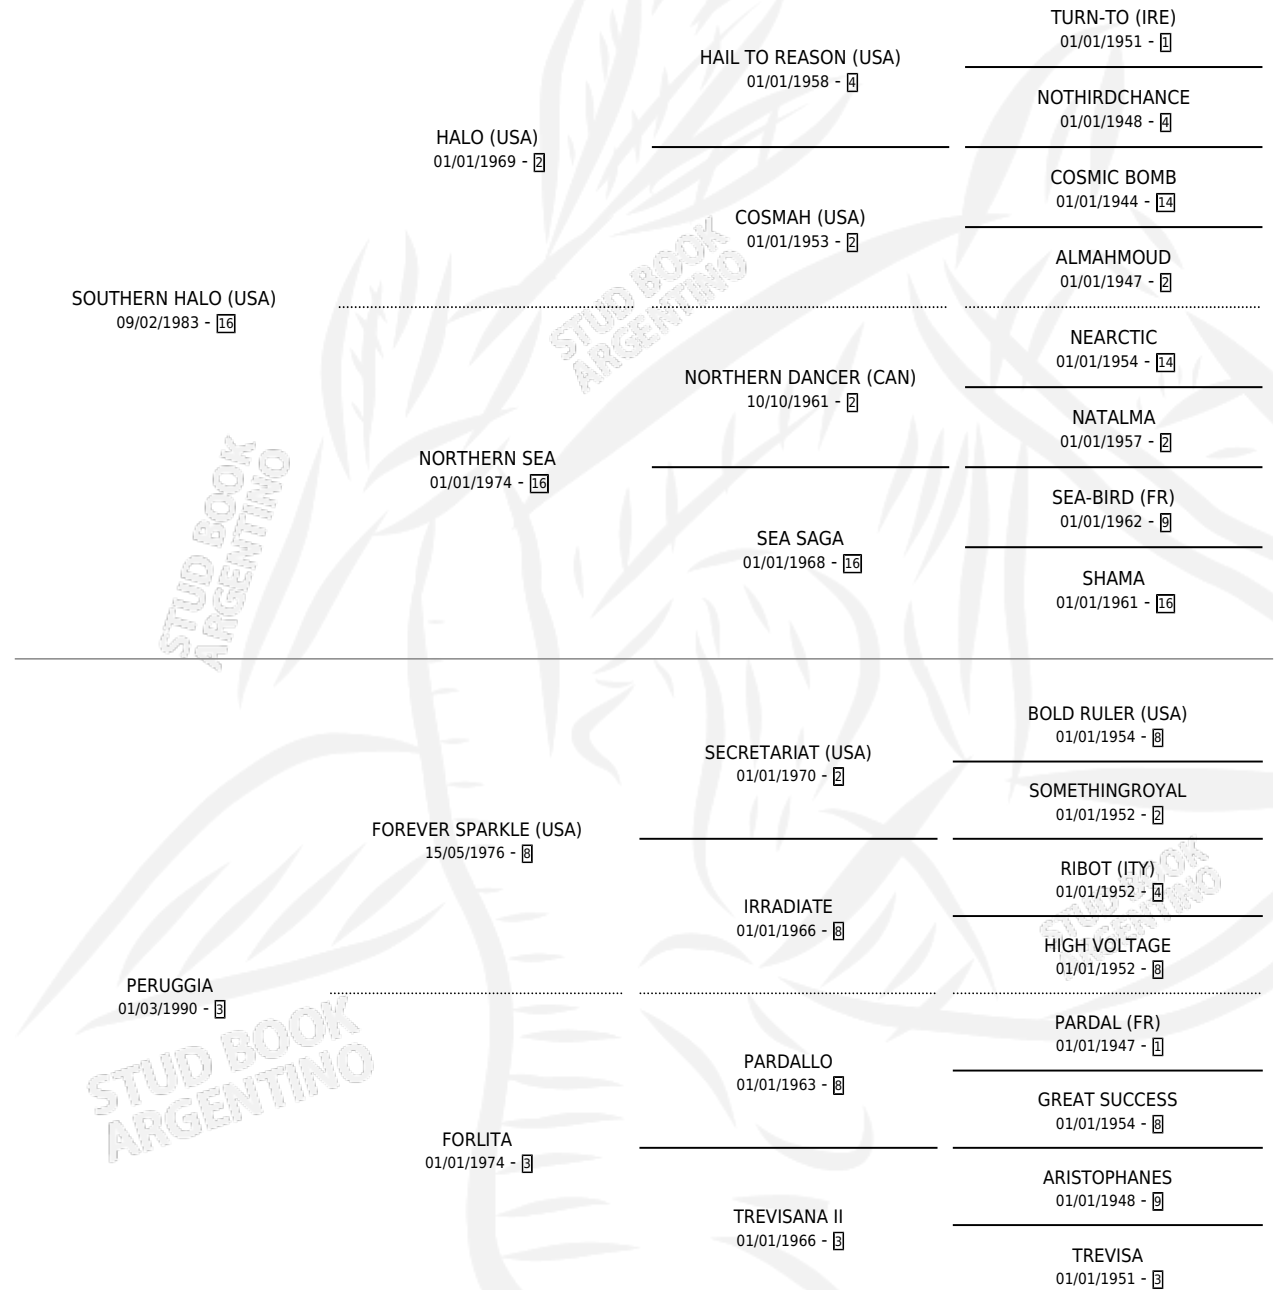 TURN-TO (IRE)
01/01/1951 - 1
HAIL TO REASON (USA)
01/01/1958 - 4
NOTHIRDCHANCE
01/01/1948 - 4
HALO (USA)
01/01/1969 - 2
COSMIC BOMB
01/01/1944 - 14
COSMAH (USA)
01/01/1953 - 2
ALMAHMOUD
01/01/1947 - 2
SOUTHERN HALO (USA)
09/02/1983 - 16
STUD BOOK
ARGENTINO
NEARCTIC
01/01/1954 - 14
NORTHERN DANCER (CAN)
10/10/1961 - 2
NATALMA
01/01/1957 - 2
NORTHERN SEA
01/01/1974 - 16
SEA-BIRD (FR)
01/01/1962 - 9
SEA SAGA
01/01/1968 - 16
SHAMA
01/01/1961 - 16
STUD BOOK
ARGENTINO
BOLD RULER (USA)
01/01/1954 - 8
SECRETARIAT (USA)
01/01/1970 - 2
SOMETHINGROYAL
01/01/1952 - 2
FOREVER SPARKLE (USA)
15/05/1976 - 8
RIBOT (ITY)
01/01/1952 - 4
IRRADIATE
01/01/1966 - 8
HIGH VOLTAGE
01/01/1952 - 8
STUD BOOK
ARGENTINO
PERUGGIA
01/03/1990 - 3
PARDAL (FR)
01/01/1947 - 1
PARDALLO
01/01/1963 - 8
GREAT SUCCESS
01/01/1954 - 8
STUD BOOK
ARGENTINO
FORLITA
01/01/1974 - 3
ARISTOPHANES
01/01/1948 - 9
TREVISANA II
01/01/1966 - 3
TREVISA
01/01/1951 - 3